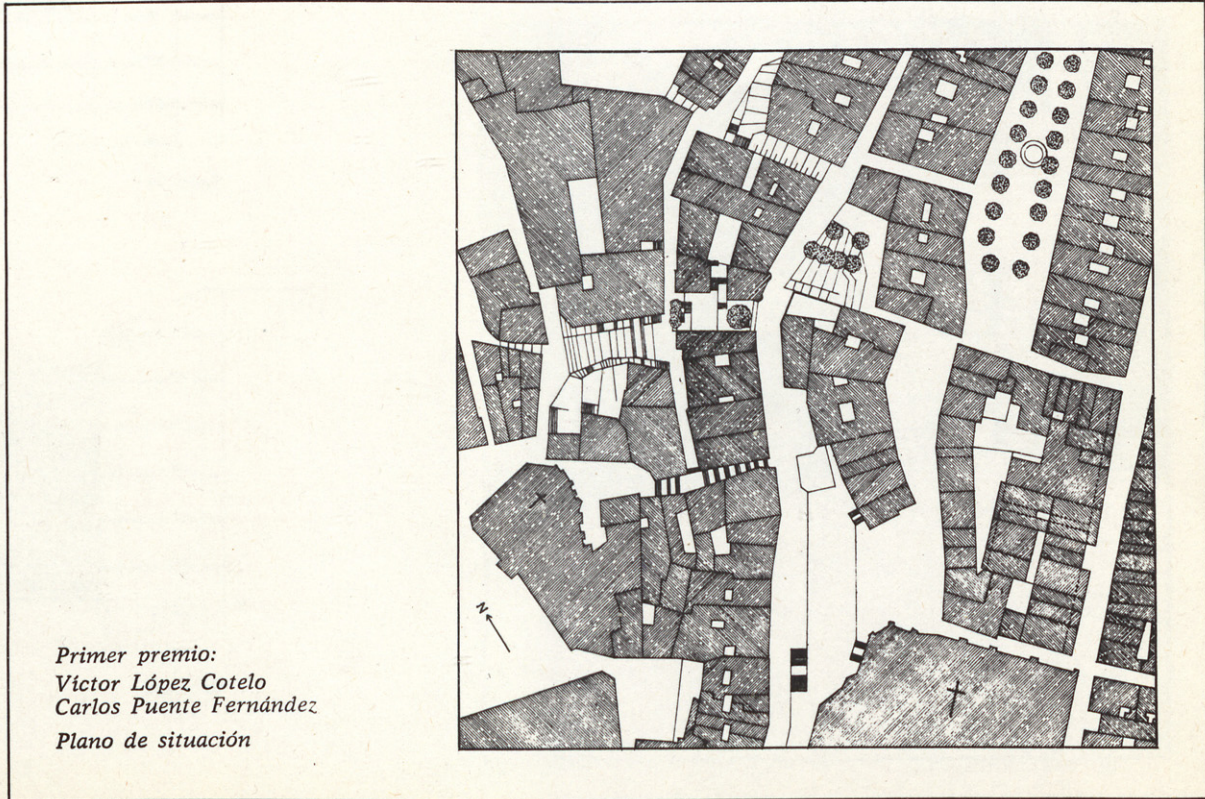 N
Primer premio:
Víctor López Cotelo
Carlos Puente Fernández
Plano de situación